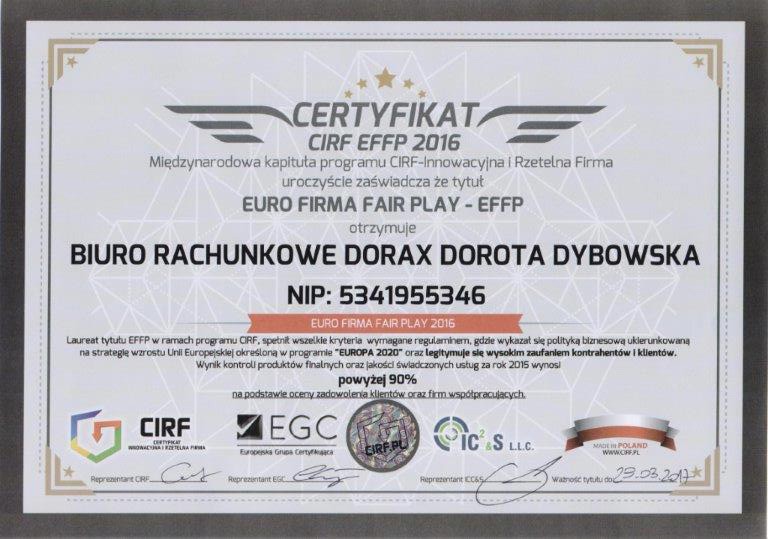 CERTYFIKAT
CIRF EFFP 2016
Międzynarodowa kapituła programu CIRF-Innowacyjna i Rzetelna Firma
uroczyście zaświadcza że tytuł
EURO FIRMA FAIR PLAY - EFFP
otrzymuje
BIURO RACHUNKOWE DORAX DOROTA DYBOWSKA
NIP: 5341955346
EURO FIRMA FAIR PLAY 2016
Laureat tytułu EFFP w ramach programu CIRF, spełnił wszelkie kryteria wymagane regulaminem, gdzie wykazał się polityką biznesową ukierunkowaną
na strategię wzrostu Unii Europejskiej określoną w programie "EUROPA 2020" oraz legitymuje się wysokim zaufaniem kontrahentów i klientów.
Wynik kontroli produktów finalnych oraz jakości świadczonych usług za rok 2015 wynosi
powyżej 90%
na podstawie oceny zadowolenia klientów oraz firm współpracujących.
CIRF
CERTYFIKAT
INNOWACYJNA I RZETELNA FIRMA
EGC
Europejska Grupa Certyfikująca
CIRF.PL
IC2&S L.L.C.
MADE IN POLAND
WWW.CIRF.PL
Reprezentant CIRF
Reprezentant EGC
Reprezentant ICC&S
Ważność tytułu do: 29.03.2017